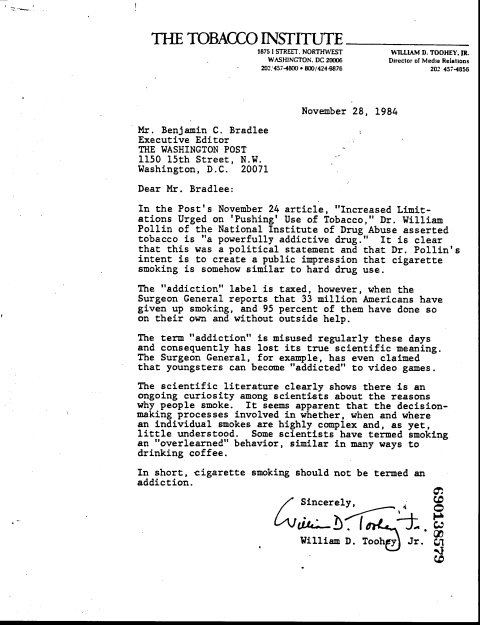 THE TOBACCO INSTITUTE
1875 I STREET, NORTHWEST
WASHINGTON, DC 20006
202/457-4800 • 800/424-9876
WILLIAM D. TOOHEY, JR.
Director of Media Relations
202 457-4856
November 28, 1984
Mr. Benjamin C. Bradlee
Executive Editor
THE WASHINGTON POST
1150 15th Street, N.W.
Washington, D.C. 20071
Dear Mr. Bradlee:
In the Post's November 24 article, "Increased Limit-
ations Urged on 'Pushing' Use of Tobacco," Dr. William
Pollin of the National Institute of Drug Abuse asserted
tobacco is "a powerfully addictive drug." It is clear
that this was a political statement and that Dr. Pollin's
intent is to create a public impression that cigarette
smoking is somehow similar to hard drug use.
The "addiction" label is taxed, however, when the
Surgeon General reports that 33 million Americans have
given up smoking, and 95 percent of them have done so
on their own and without outside help.
The term "addiction" is misused regularly these days
and consequently has lost its true scientific meaning.
The Surgeon General, for example, has even claimed
that youngsters can become "addicted" to video games.
The scientific literature clearly shows there is an
ongoing curiosity among scientists about the reasons
why people smoke. It seems apparent that the decision-
making processes involved in whether, when and where
an individual smokes are highly complex and, as yet,
little understood. Some scientists have termed smoking
an "overlearned" behavior, similar in many ways to
drinking coffee.
In short, cigarette smoking should not be termed an
addiction.
Sincerely,
William D. Toohey Jr.
William D. Toohey Jr.
690138579